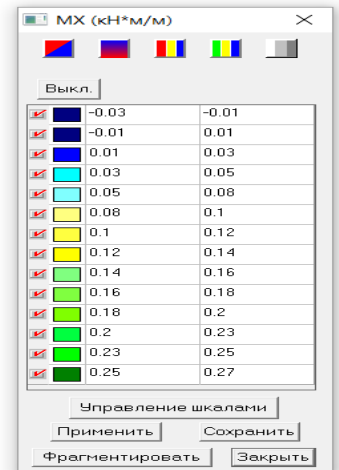 MX (кН*м/м)
Выкл.
-0.03 -0.01
-0.01 0.01
0.01 0.03
0.03 0.05
0.05 0.08
0.08 0.1
0.1 0.12
0.12 0.14
0.14 0.16
0.16 0.18
0.18 0.2
0.2 0.23
0.23 0.25
0.25 0.27
Управление шкалами
Применить Сохранить
Фрагментировать Закрыть